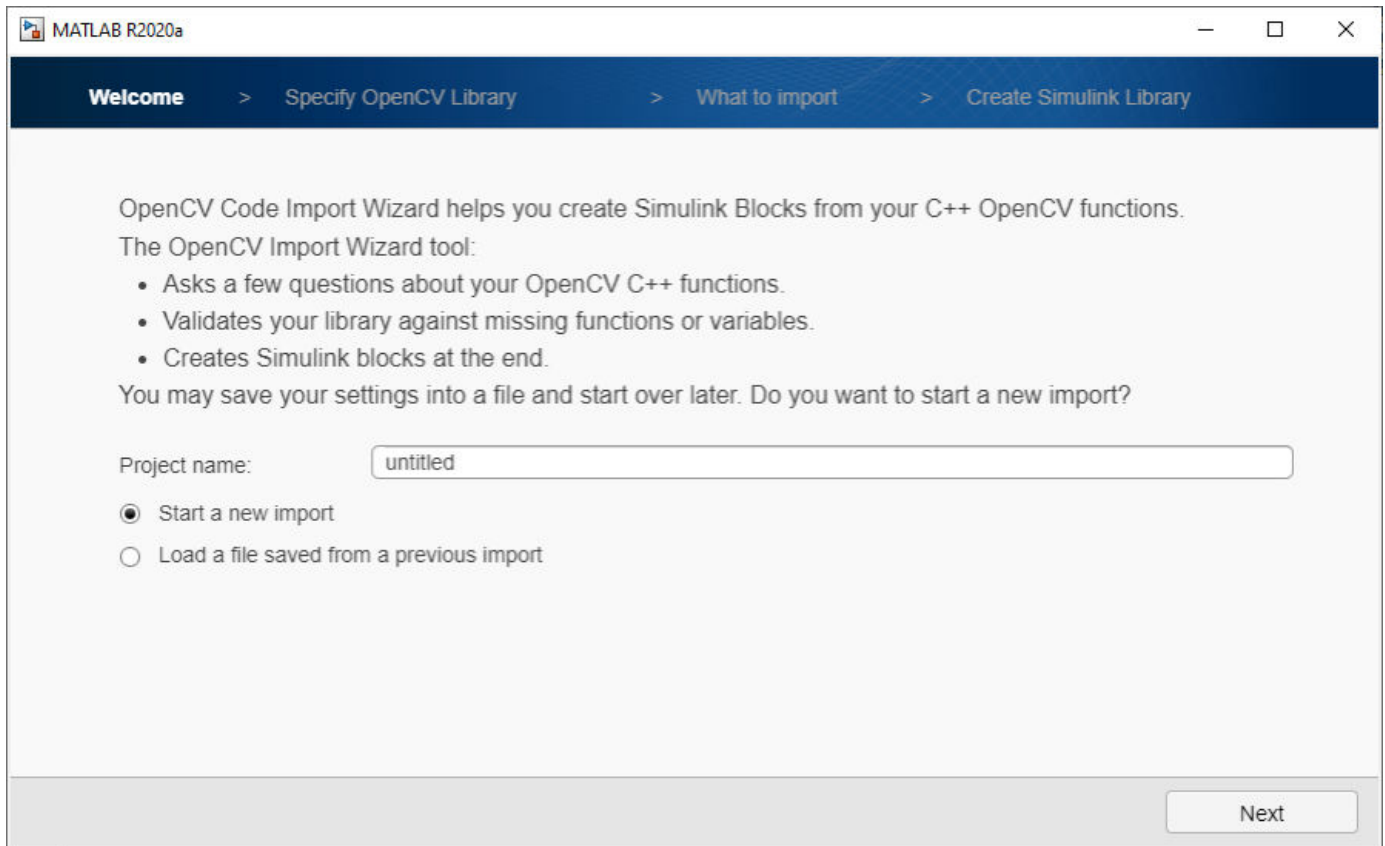 MATLAB R2020a
Welcome > Specify OpenCV Library > What to import > Create Simulink Library
OpenCV Code Import Wizard helps you create Simulink Blocks from your C++ OpenCV functions.
The OpenCV Import Wizard tool:
• Asks a few questions about your OpenCV C++ functions.
• Validates your library against missing functions or variables.
• Creates Simulink blocks at the end.
You may save your settings into a file and start over later. Do you want to start a new import?
Project name: untitled
Start a new import
Load a file saved from a previous import
Next